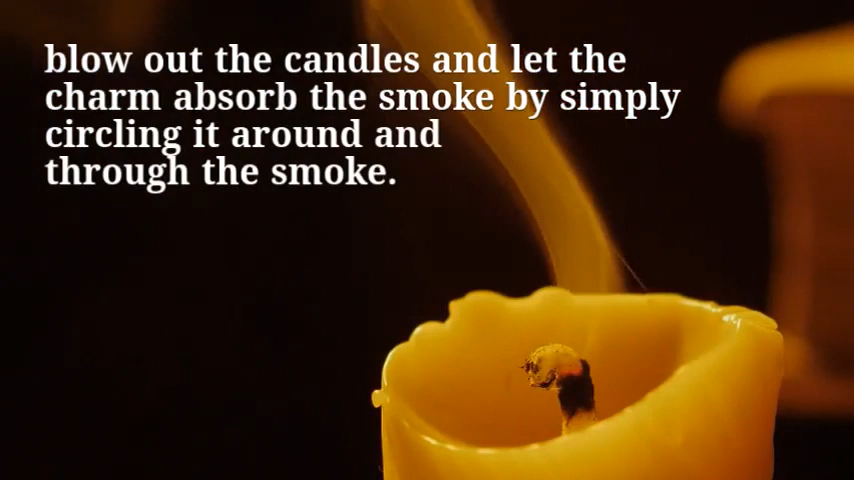 blow out the candles and let the
charm absorb the smoke by simply
circling it around and
through the smoke.